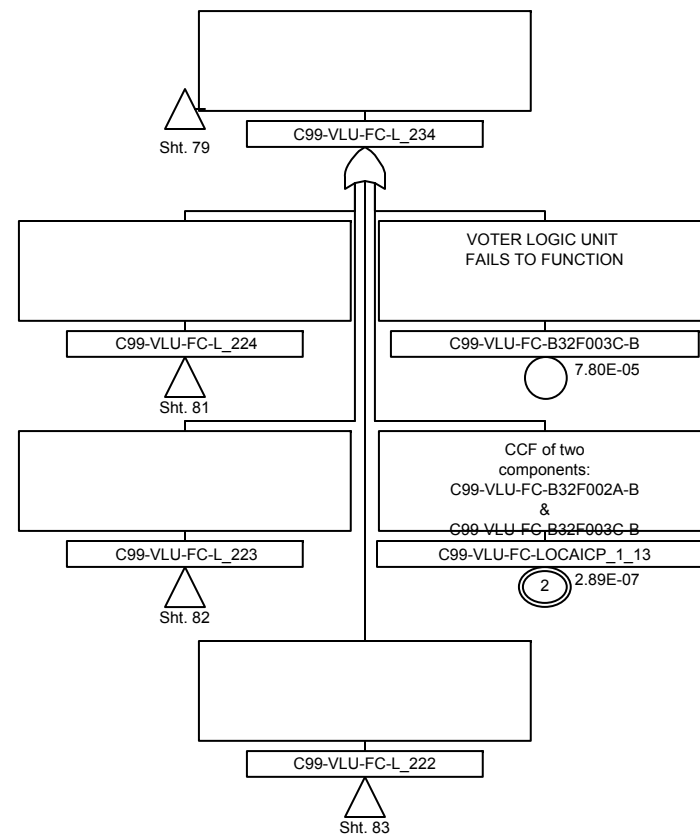 C99-VLU-FC-L_234
Sht. 79
VOTER LOGIC UNIT
FAILS TO FUNCTION
C99-VLU-FC-L_224
C99-VLU-FC-B32F003C-B
7.80E-05
Sht. 81
CCF of two
components:
C99-VLU-FC-B32F002A-B
&
C99-VLU-FC-B32F003C-B
C99-VLU-FC-L_223
C99-VLU-FC-LOCAICP_1_13
2
2.89E-07
Sht. 82
C99-VLU-FC-L_222
Sht. 83